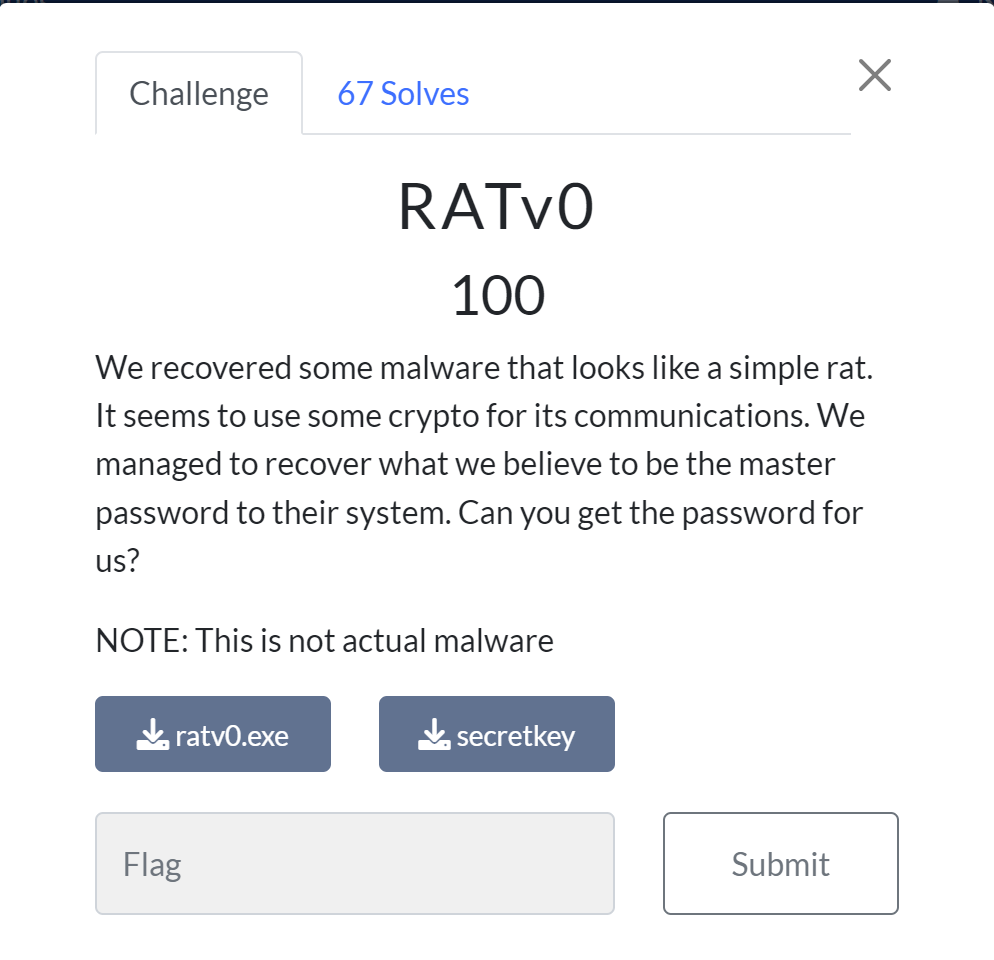 Challenge
67 Solves
RATv0
100
We recovered some malware that looks like a simple rat.
It seems to use some crypto for its communications. We
managed to recover what we believe to be the master
password to their system. Can you get the password for
us?
NOTE: This is not actual malware
ratv0.exe
secretkey
Flag
Submit